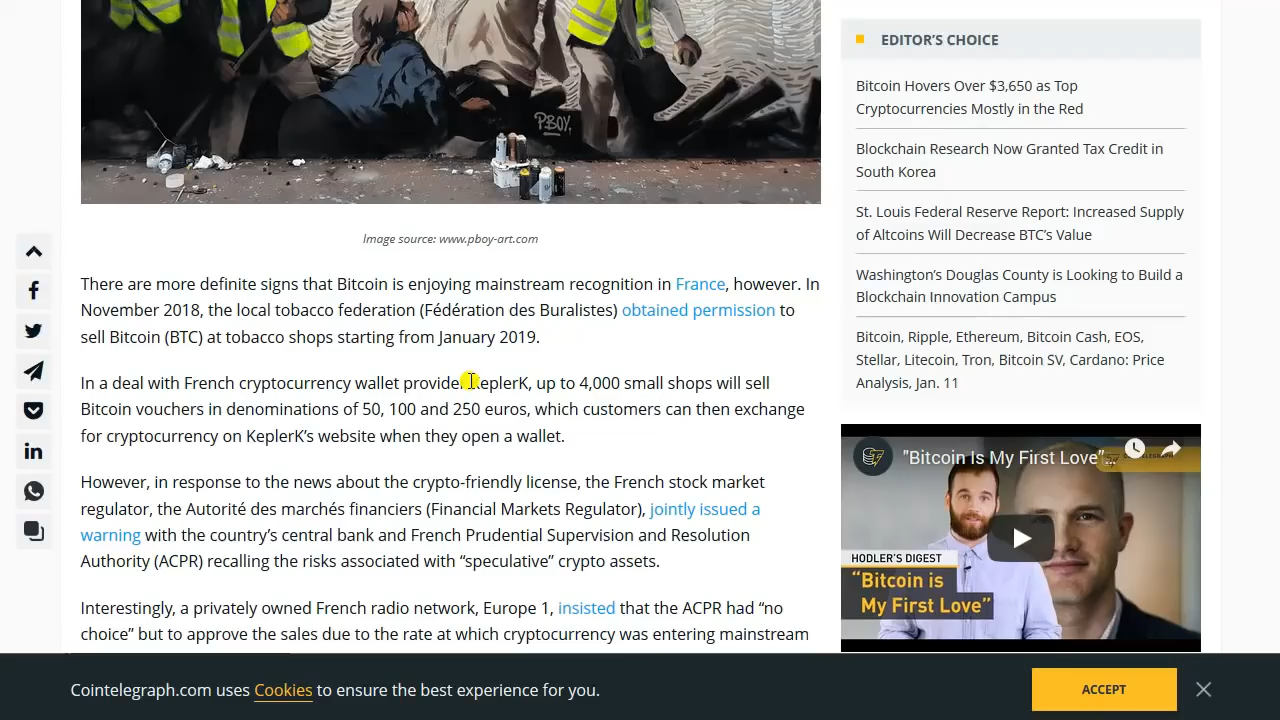 P.BOY.
Image source: www.pboy-art.com
There are more definite signs that Bitcoin is enjoying mainstream recognition in France, however. In
November 2018, the local tobacco federation (Fédération des Buralistes) obtained permission to
sell Bitcoin (BTC) at tobacco shops starting from January 2019.
In a deal with French cryptocurrency wallet provider KeplerK, up to 4,000 small shops will sell
Bitcoin vouchers in denominations of 50, 100 and 250 euros, which customers can then exchange
for cryptocurrency on KeplerK's website when they open a wallet.
However, in response to the news about the crypto-friendly license, the French stock market
regulator, the Autorité des marchés financiers (Financial Markets Regulator), jointly issued a
warning with the country's central bank and French Prudential Supervision and Resolution
Authority (ACPR) recalling the risks associated with “speculative” crypto assets.
Interestingly, a privately owned French radio network, Europe 1, insisted that the ACPR had “no
choice” but to approve the sales due to the rate at which cryptocurrency was entering mainstream
EDITOR'S CHOICE
Bitcoin Hovers Over $3,650 as Top
Cryptocurrencies Mostly in the Red
Blockchain Research Now Granted Tax Credit in
South Korea
St. Louis Federal Reserve Report: Increased Supply
of Altcoins Will Decrease BTC's Value
Washington's Douglas County is Looking to Build a
Blockchain Innovation Campus
Bitcoin, Ripple, Ethereum, Bitcoin Cash, EOS,
Stellar, Litecoin, Tron, Bitcoin SV, Cardano: Price
Analysis, Jan. 11
"Bitcoin Is My First Love"...
HODLER'S DIGEST
“Bitcoin is
My First Love”
Cointelegraph.com uses Cookies to ensure the best experience for you.
ACCEPT